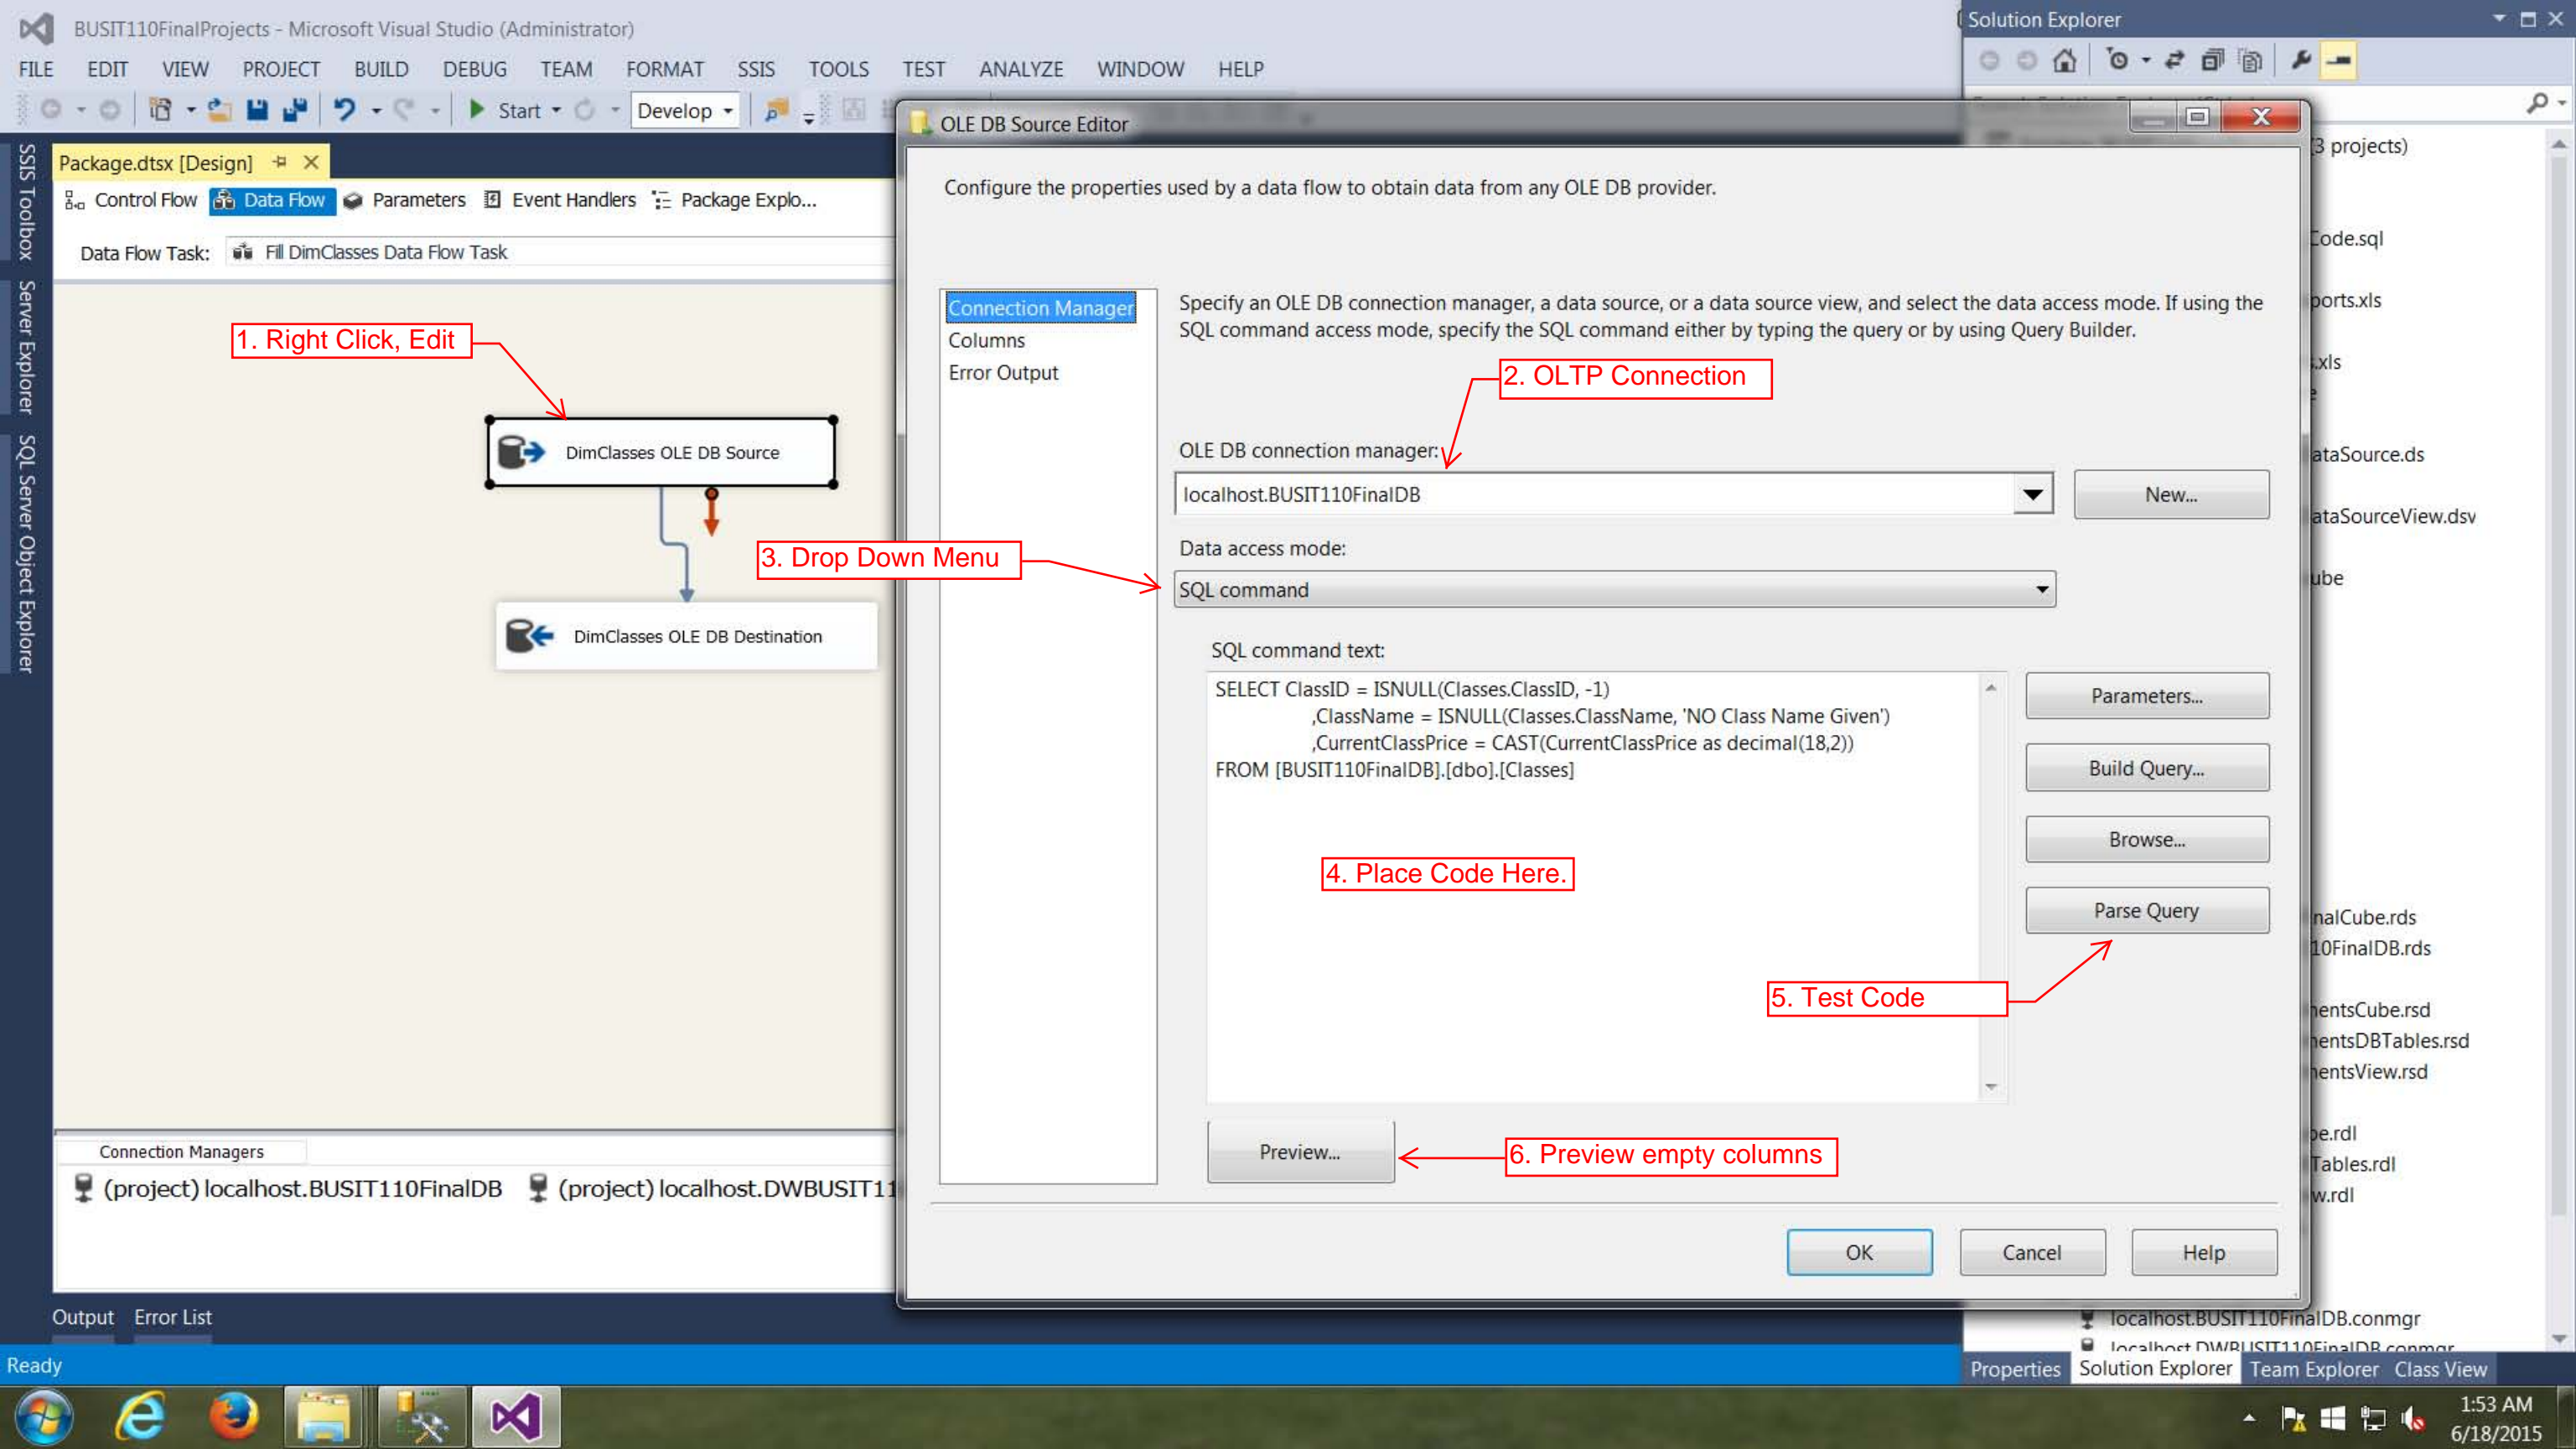 BUSIT110FinalProjects - Microsoft Visual Studio (Administrator)
FILE EDIT VIEW PROJECT BUILD DEBUG TEAM FORMAT SSIS TOOLS TEST ANALYZE WINDOW HELP
Start Develop
SSIS Toolbox
Server Explorer
SQL Server Object Explorer
Package.dtsx [Design]
Control Flow Data Flow Parameters Event Handlers Package Explo...
Data Flow Task: Fill DimClasses Data Flow Task
1. Right Click, Edit
DimClasses OLE DB Source
DimClasses OLE DB Destination
Connection Managers
(project) localhost.BUSIT110FinalDB (project) localhost.DWBUSIT11
Output Error List
Ready
OLE DB Source Editor
Configure the properties used by a data flow to obtain data from any OLE DB provider.
Connection Manager
Columns
Error Output
Specify an OLE DB connection manager, a data source, or a data source view, and select the data access mode. If using the
SQL command access mode, specify the SQL command either by typing the query or by using Query Builder.
2. OLTP Connection
OLE DB connection manager:
localhost.BUSIT110FinalDB
New...
Data access mode:
3. Drop Down Menu
SQL command
SQL command text:
SELECT ClassID = ISNULL(Classes.ClassID, -1)
,ClassName = ISNULL(Classes.ClassName, 'NO Class Name Given')
,CurrentClassPrice = CAST(CurrentClassPrice as decimal(18,2))
FROM [BUSIT110FinalDB].[dbo].[Classes]
Parameters...
Build Query...
Browse...
Parse Query
4. Place Code Here.
5. Test Code
Preview...
6. Preview empty columns
OK Cancel Help
Solution Explorer
3 projects)
Code.sql
ports.xls
s.xls
ataSource.ds
ataSourceView.dsv
ube
nalCube.rds
10FinalDB.rds
entsCube.rsd
entsDBTables.rsd
entsView.rsd
be.rdl
Tables.rdl
w.rdl
localhost.BUSIT110FinalDB.conmgr
localhost.DWBUSIT110FinalDB.conmgr
Properties Solution Explorer Team Explorer Class View
1:53 AM
6/18/2015